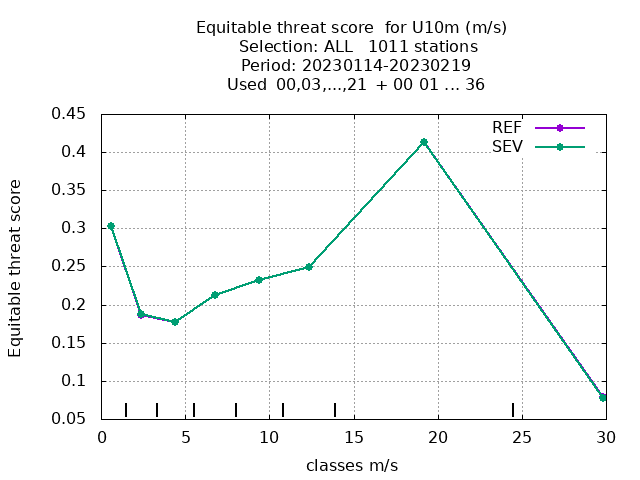 Equitable threat score  for U10m (m/s)
Selection: ALL   1011 stations
Period: 20230114-20230219
Used  00,03,...,21  + 00 01 ... 36
REF
SEV
0.45
0.4
0.35
0.3
0.25
0.2
0.15
0.1
0.05
Equitable threat score
0 5 10 15 20 25 30
classes m/s